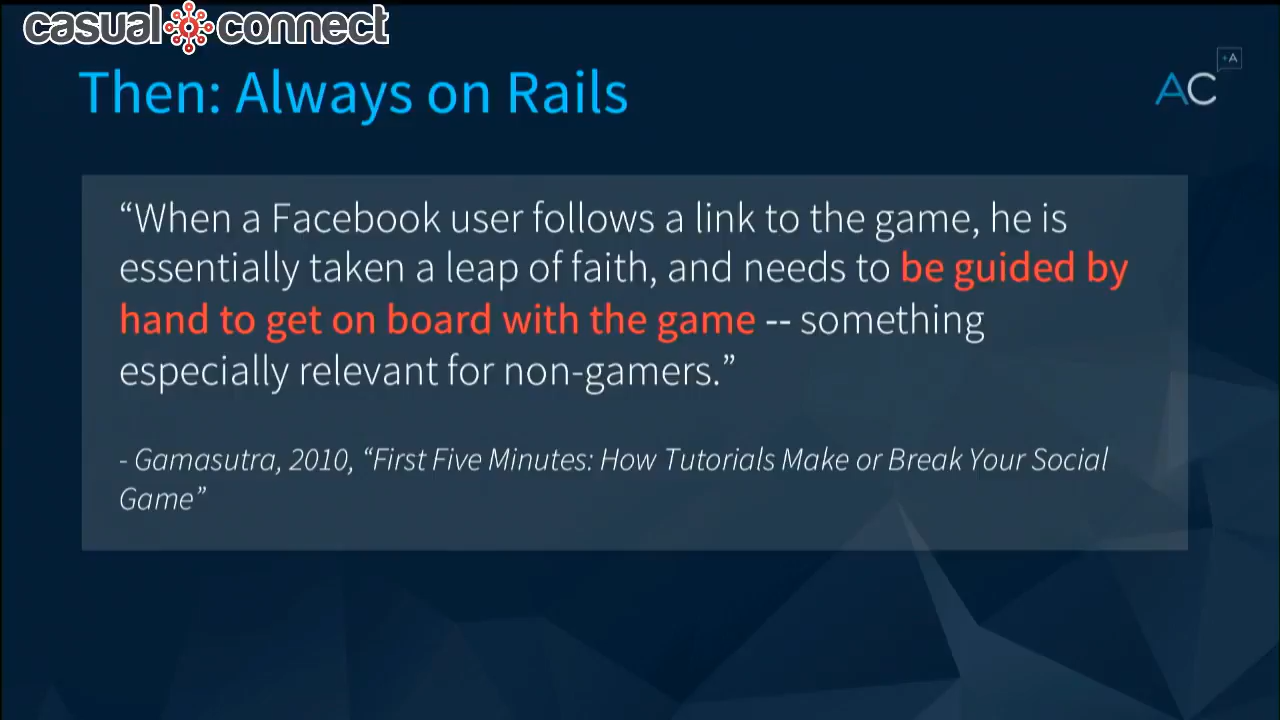 casual connect
Then: Always on Rails
+A
AC
“When a Facebook user follows a link to the game, he is
essentially taken a leap of faith, and needs to be guided by
hand to get on board with the game -- something
especially relevant for non-gamers.”
- Gamasutra, 2010, “First Five Minutes: How Tutorials Make or Break Your Social
Game”